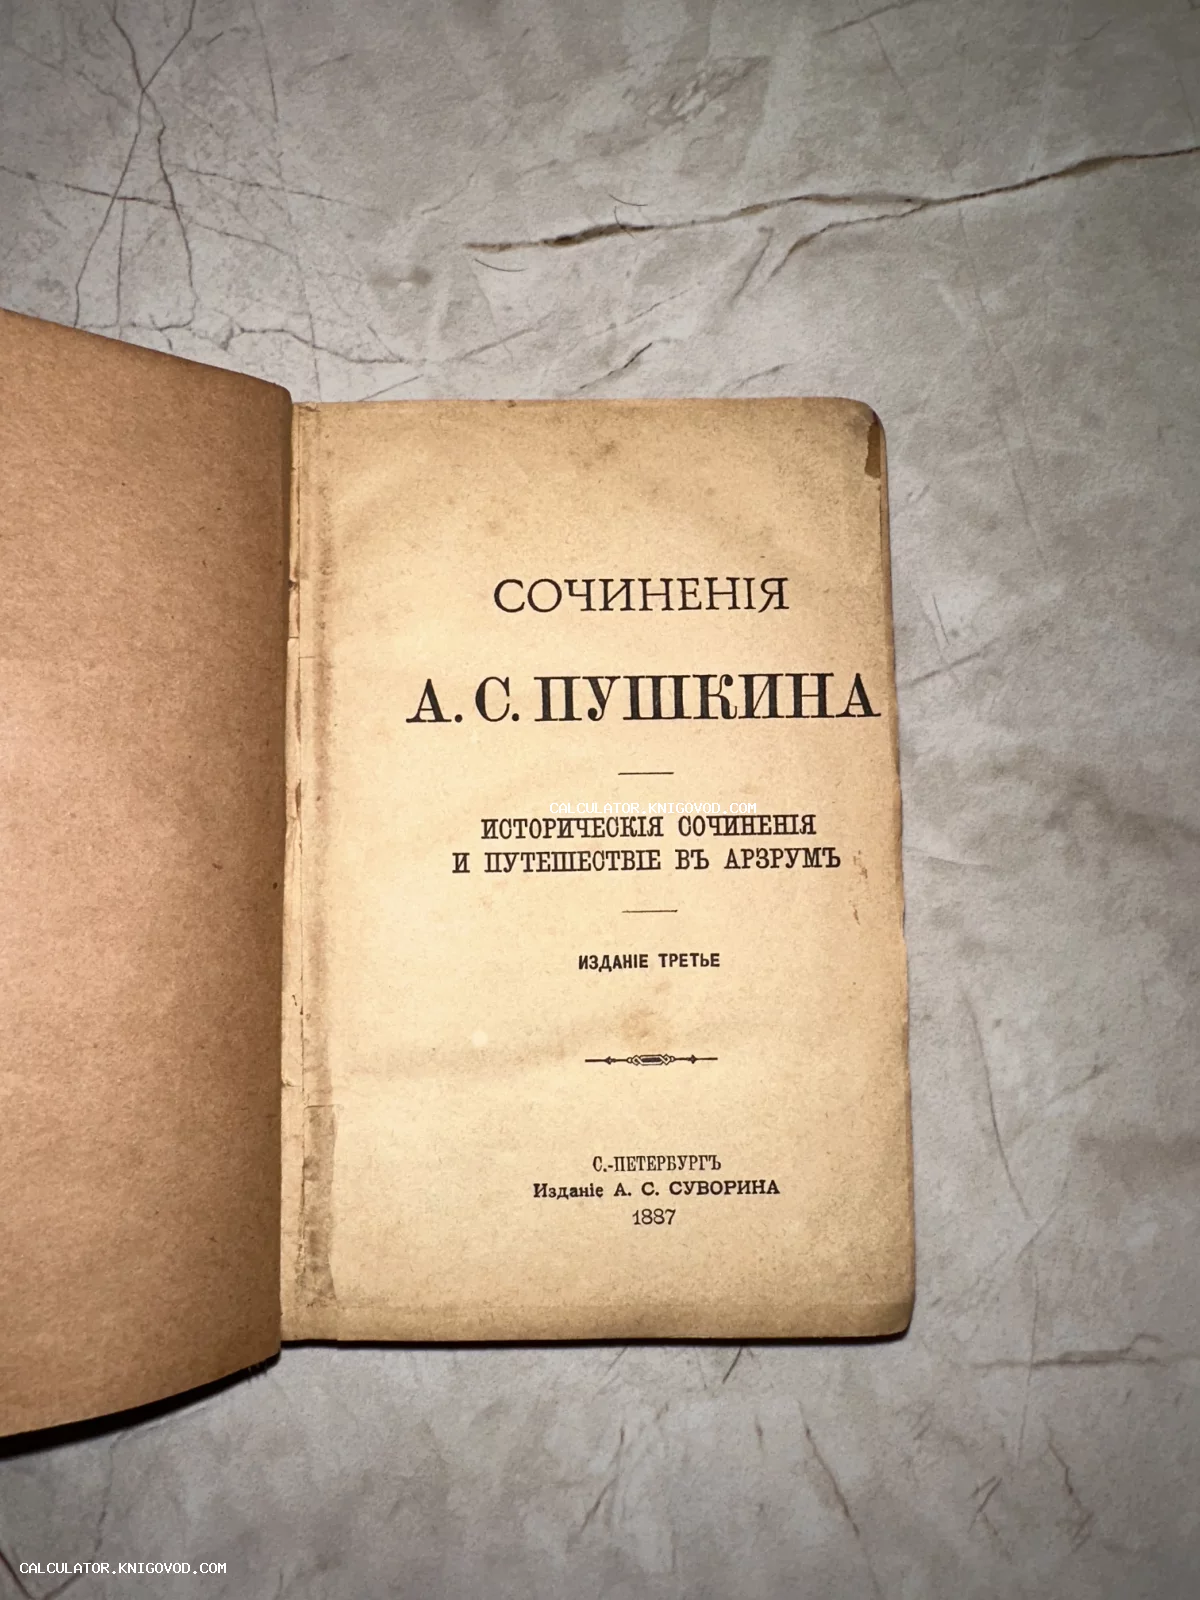 СОЧИНЕНІЯ
А. С. ПУШКИНА
CALCULATOR.KNIGOVOD.COM
ИСТОРИЧЕСКІЯ СОЧИНЕНІЯ
И ПУТЕШЕСТВІЕ ВЪ АРЗРУМЪ
ИЗДАНІЕ ТРЕТЬЕ
С.-ПЕТЕРБУРГЪ
Изданіе А. С. СУВОРИНА
1887
CALCULATOR.KNIGOVOD.COM